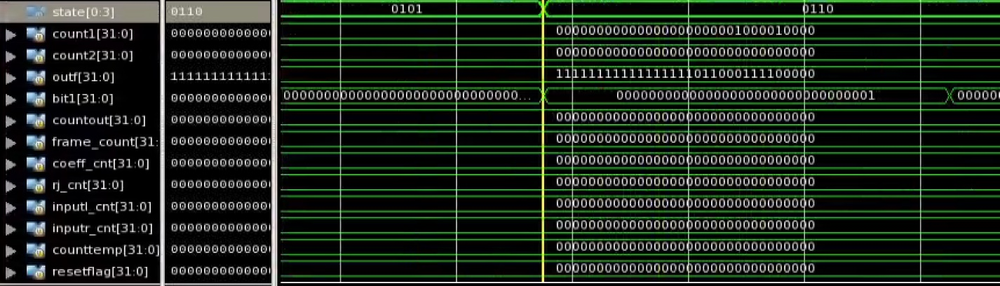 state[0:3] 0110 0101 0110
count1[31:0] 0000000000000 00000000000000000000001000010000
count2[31:0] 0000000000000 00000000000000000000000000000000
outf[31:0] 1111111111111 11111111111111111011000111100000
bit1[31:0] 0000000000000 00000000000000000000000000000... 00000000000000000000000000000001 00000
countout[31:0] 0000000000000 00000000000000000000000000000000
frame_count[31: 0000000000000 00000000000000000000000000000000
coeff_cnt[31:0] 0000000000000 00000000000000000000000000000000
rj_cnt[31:0] 0000000000000 00000000000000000000000000000000
inputl_cnt[31:0] 0000000000000 00000000000000000000000000000000
inputr_cnt[31:0] 0000000000000 00000000000000000000000000000000
counttemp[31:0] 0000000000000 00000000000000000000000000000000
resetflag[31:0] 0000000000000 00000000000000000000000000000000